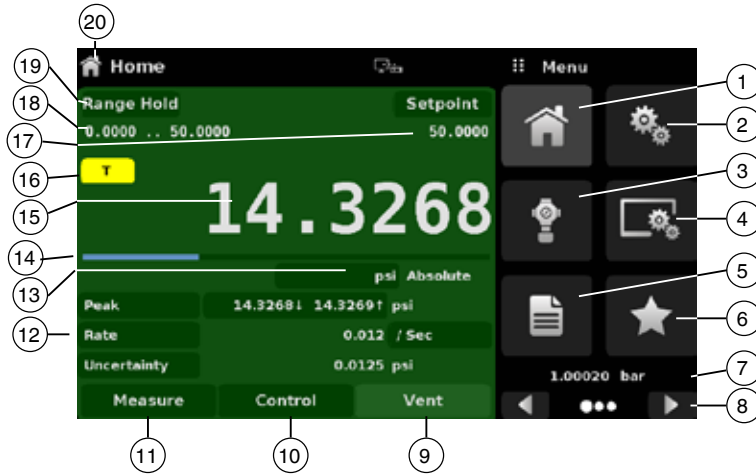 20
Home
Menu
19
Range Hold
Setpoint
1
18
0.0000 .. 50.0000
50.0000
17
2
16
T
3
15
14.3268
4
14
13
psi Absolute
5
Peak
14.3268↓ 14.3269↑ psi
12
Rate
0.012 / Sec
6
Uncertainty
0.0125 psi
1.00020 bar
7
Measure
Control
Vent
8
11
10
9